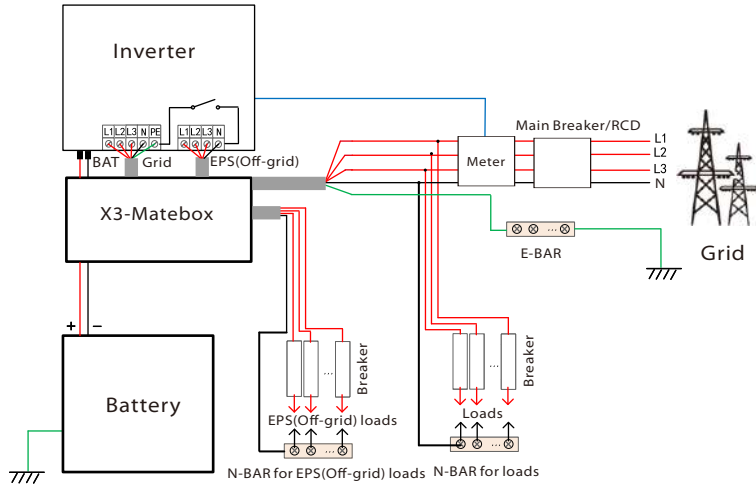 Inverter
L1 L2 L3 N PE
L1 L2 L3 N
BAT
Grid
EPS(Off-grid)
X3-Matebox
Main Breaker/RCD
Meter
L1
L2
L3
N
Grid
E-BAR
+ −
Battery
...
Breaker
EPS(Off-grid) loads
...
N-BAR for EPS(Off-grid) loads
...
Breaker
Loads
...
N-BAR for loads
...